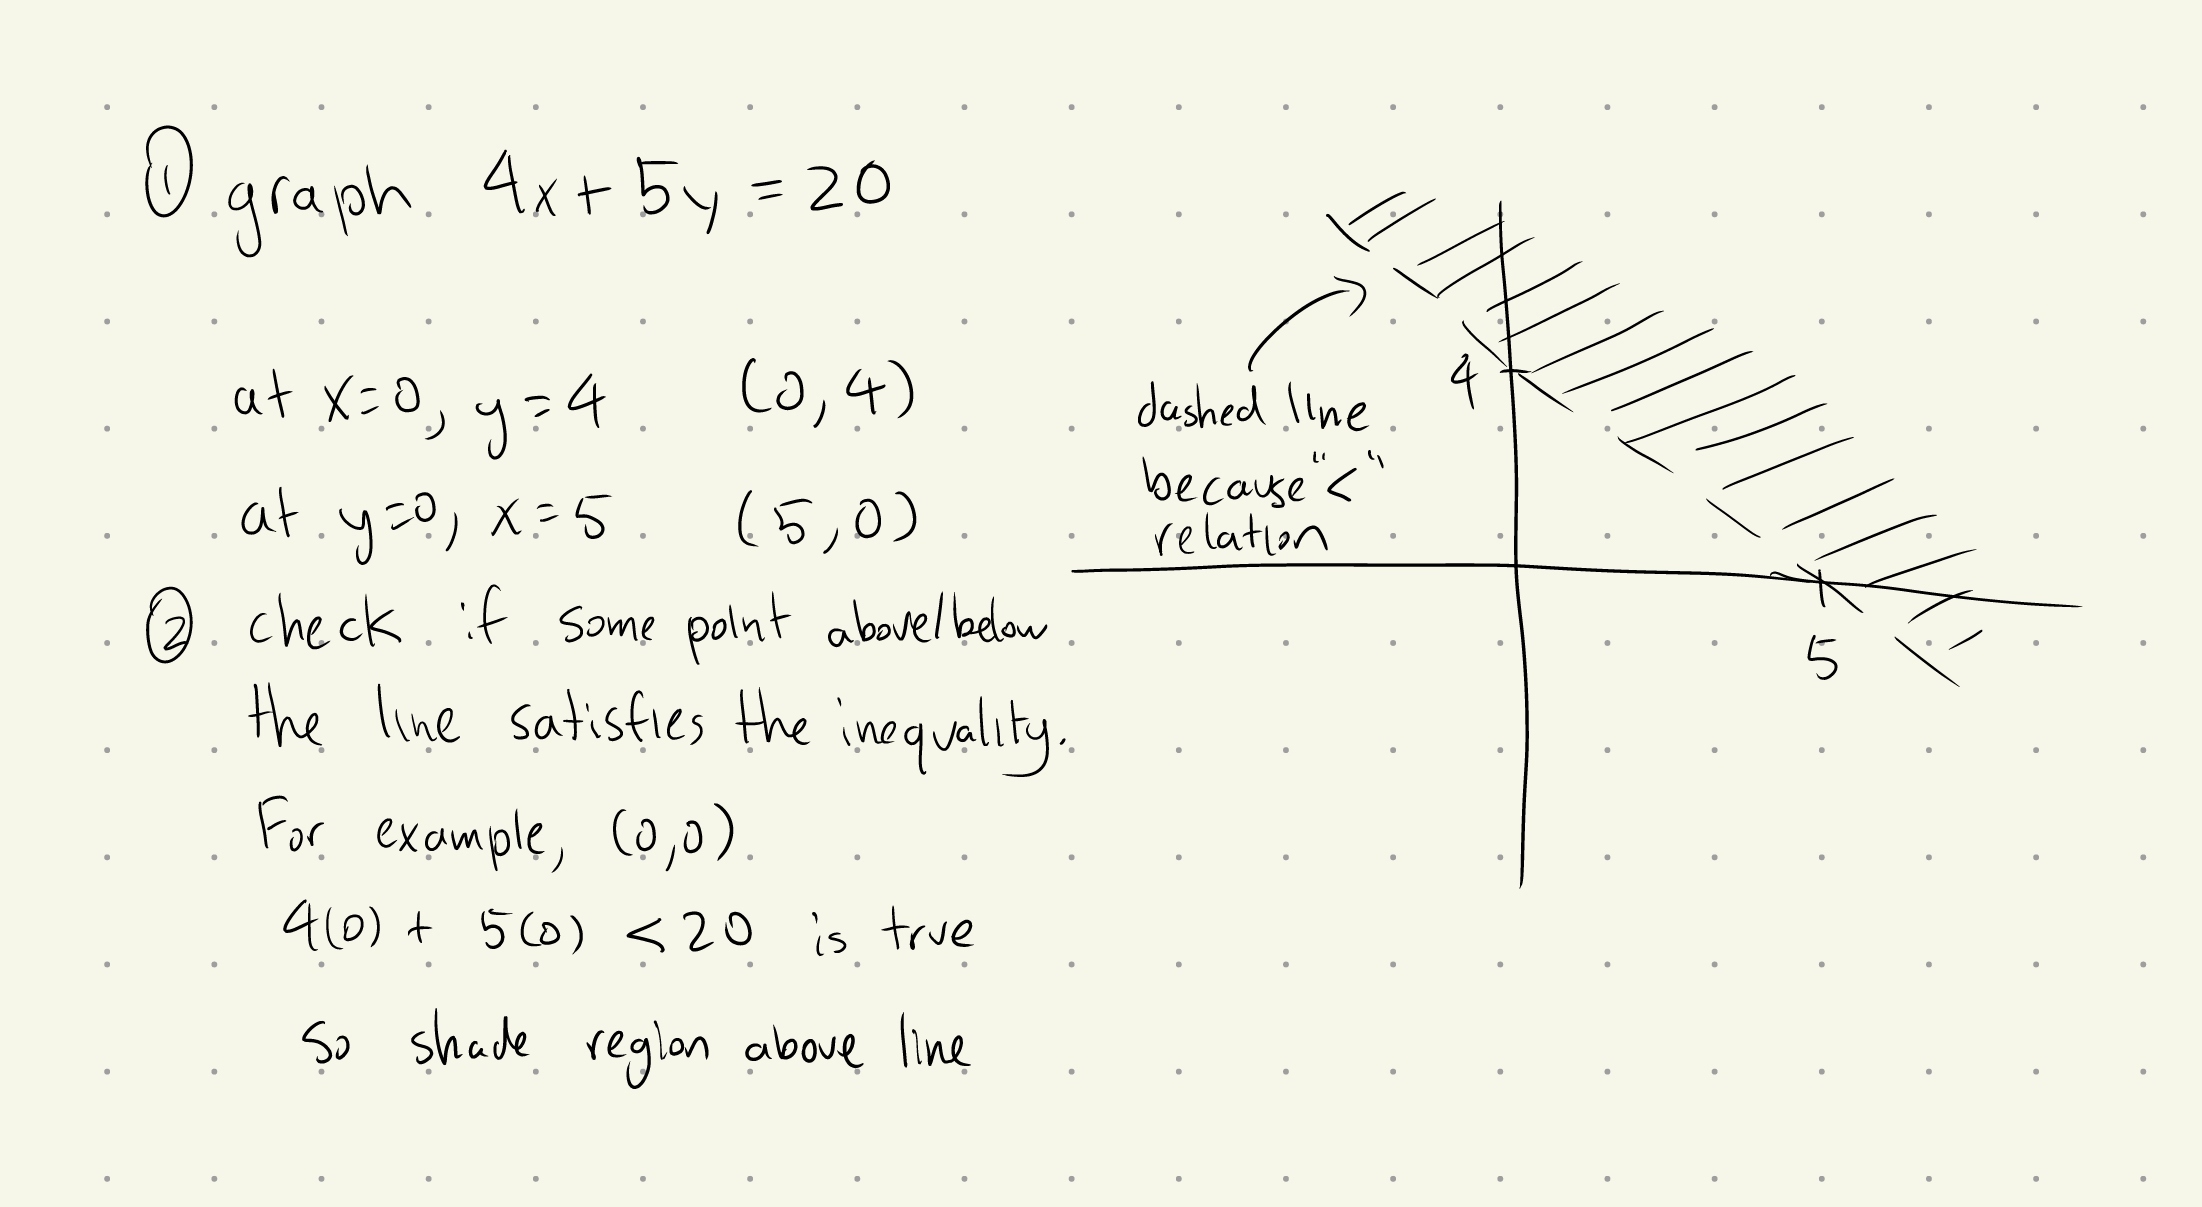 ① graph 4x + 5y = 20
at x=0, y=4 (0,4)
at y=0, x=5 (5,0)
② check if some point above/below
the line satisfies the inequality.
For example, (0,0)
4(0) + 5(0) < 20 is true
So shade region above line
4
dashed line
because "<"
relation
5